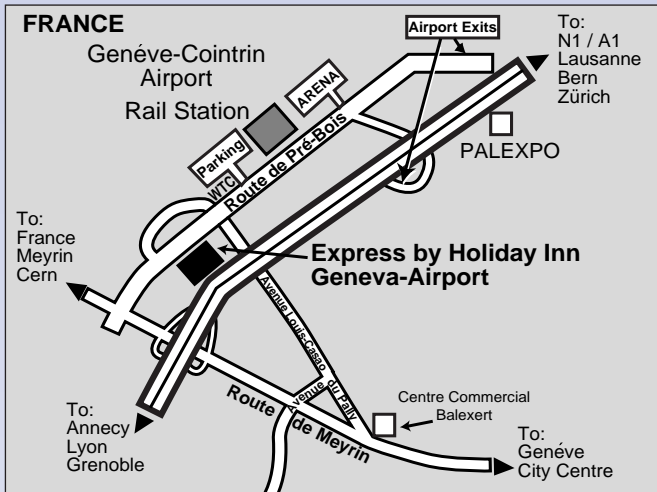 FRANCE
Genéve-Cointrin
Airport
Rail Station
Airport Exits
To:
N1 / A1
Lausanne
Bern
Zürich
ARENA
Parking
WTC
Route de Pré-Bois
PALEXPO
To:
France
Meyrin
Cern
Express by Holiday Inn
Geneva-Airport
Avenue Louis-Casao
du Pally
Avenue
Route de Meyrin
Centre Commercial
Balexert
To:
Annecy
Lyon
Grenoble
To:
Genéve
City Centre